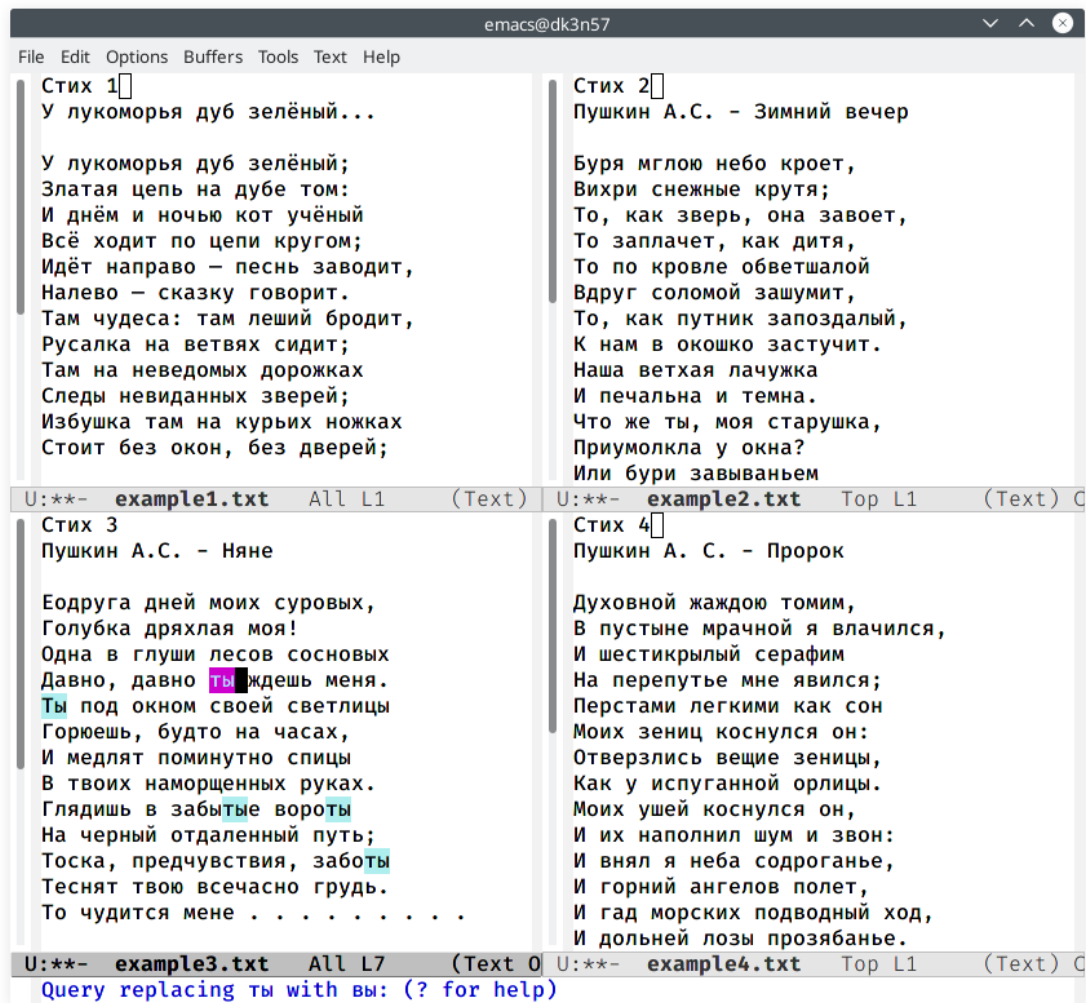 emacs@dk3n57
File Edit Options Buffers Tools Text Help
Стих 1
У лукоморья дуб зелёный...
У лукоморья дуб зелёный;
Златая цепь на дубе том:
И днём и ночью кот учёный
Всё ходит по цепи кругом;
Идёт направо — песнь заводит,
Налево — сказку говорит.
Там чудеса: там леший бродит,
Русалка на ветвях сидит;
Там на неведомых дорожках
Следы невиданных зверей;
Избушка там на курьих ножках
Стоит без окон, без дверей;
U:**-  example1.txt   All L1     (Text)
Стих 2
Пушкин А.С. - Зимний вечер
Буря мглою небо кроет,
Вихри снежные крутя;
То, как зверь, она завоет,
То заплачет, как дитя,
То по кровле обветшалой
Вдруг соломой зашумит,
То, как путник запоздалый,
К нам в окошко застучит.
Наша ветхая лачужка
И печальна и темна.
Что же ты, моя старушка,
Приумолкла у окна?
Или бури завываньем
U:**-  example2.txt   Top L1     (Text) C
Стих 3
Пушкин А.С. - Няне
Еодруга дней моих суровых,
Голубка дряхлая моя!
Одна в глуши лесов сосновых
Давно, давно ты ждешь меня.
Ты под окном своей светлицы
Горюешь, будто на часах,
И медлят поминутно спицы
В твоих наморщенных руках.
Глядишь в забытые вороты
На черный отдаленный путь;
Тоска, предчувствия, заботы
Теснят твою всечасно грудь.
То чудится мене . . . . . . . . .
U:**-  example3.txt   All L7     (Text O
Стих 4
Пушкин А. С. - Пророк
Духовной жаждою томим,
В пустыне мрачной я влачился,
И шестикрылый серафим
На перепутье мне явился;
Перстами легкими как сон
Моих зениц коснулся он:
Отверзлись вещие зеницы,
Как у испуганной орлицы.
Моих ушей коснулся он,
И их наполнил шум и звон:
И внял я неба содроганье,
И горний ангелов полет,
И гад морских подводный ход,
И дольней лозы прозябанье.
U:**-  example4.txt   Top L1     (Text) C
Query replacing ты with вы: (? for help)